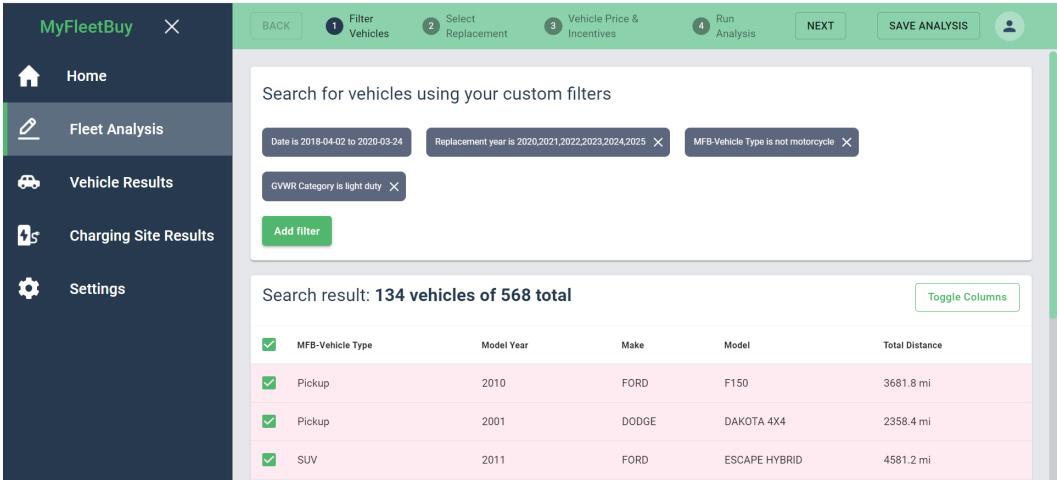 MyFleetBuy
Home
Fleet Analysis
Vehicle Results
Charging Site Results
Settings
BACK
1 Filter
Vehicles
2 Select
Replacement
3 Vehicle Price &
Incentives
4 Run
Analysis
NEXT
SAVE ANALYSIS
Search for vehicles using your custom filters
Date is 2018-04-02 to 2020-03-24
Replacement year is 2020,2021,2022,2023,2024,2025
MFB-Vehicle Type is not motorcycle
GVWR Category is light duty
Add filter
Search result: 134 vehicles of 568 total
Toggle Columns
MFB-Vehicle Type Model Year Make Model Total Distance
Pickup 2010 FORD F150 3681.8 mi
Pickup 2001 DODGE DAKOTA 4X4 2358.4 mi
SUV 2011 FORD ESCAPE HYBRID 4581.2 mi